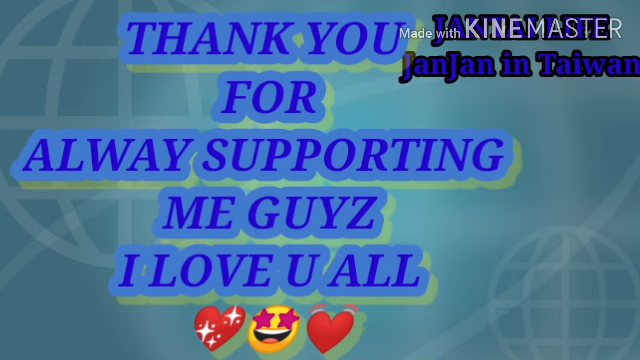 THANK YOU
FOR
ALWAY SUPPORTING
ME GUYZ
I LOVE U ALL
Made with KINEMASTER
JanJan in Taiwan